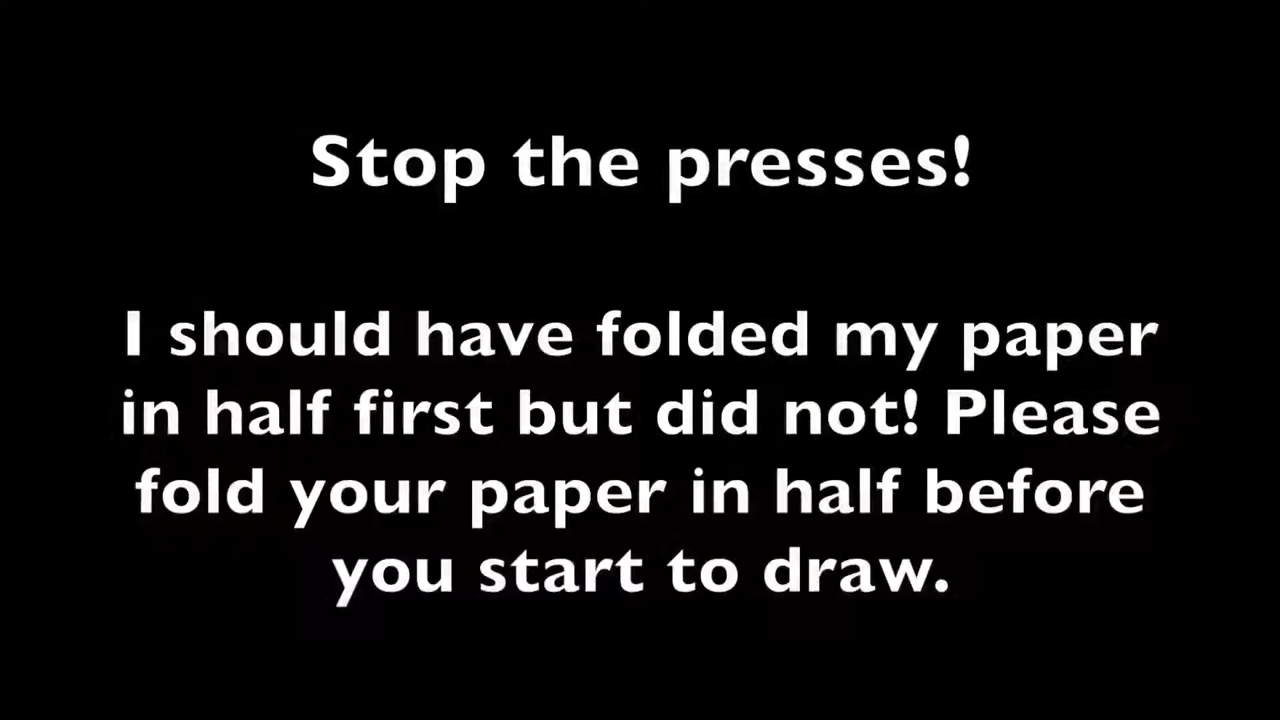 Stop the presses!
I should have folded my paper
in half first but did not! Please
fold your paper in half before
you start to draw.